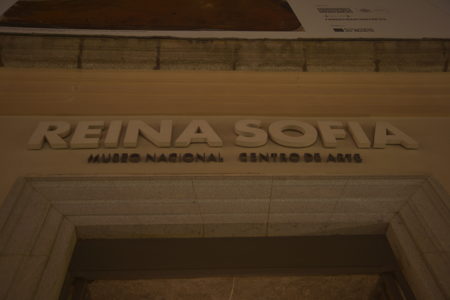 REINA SOFIA
MUSEO NACIONAL CENTRO DE ARTE